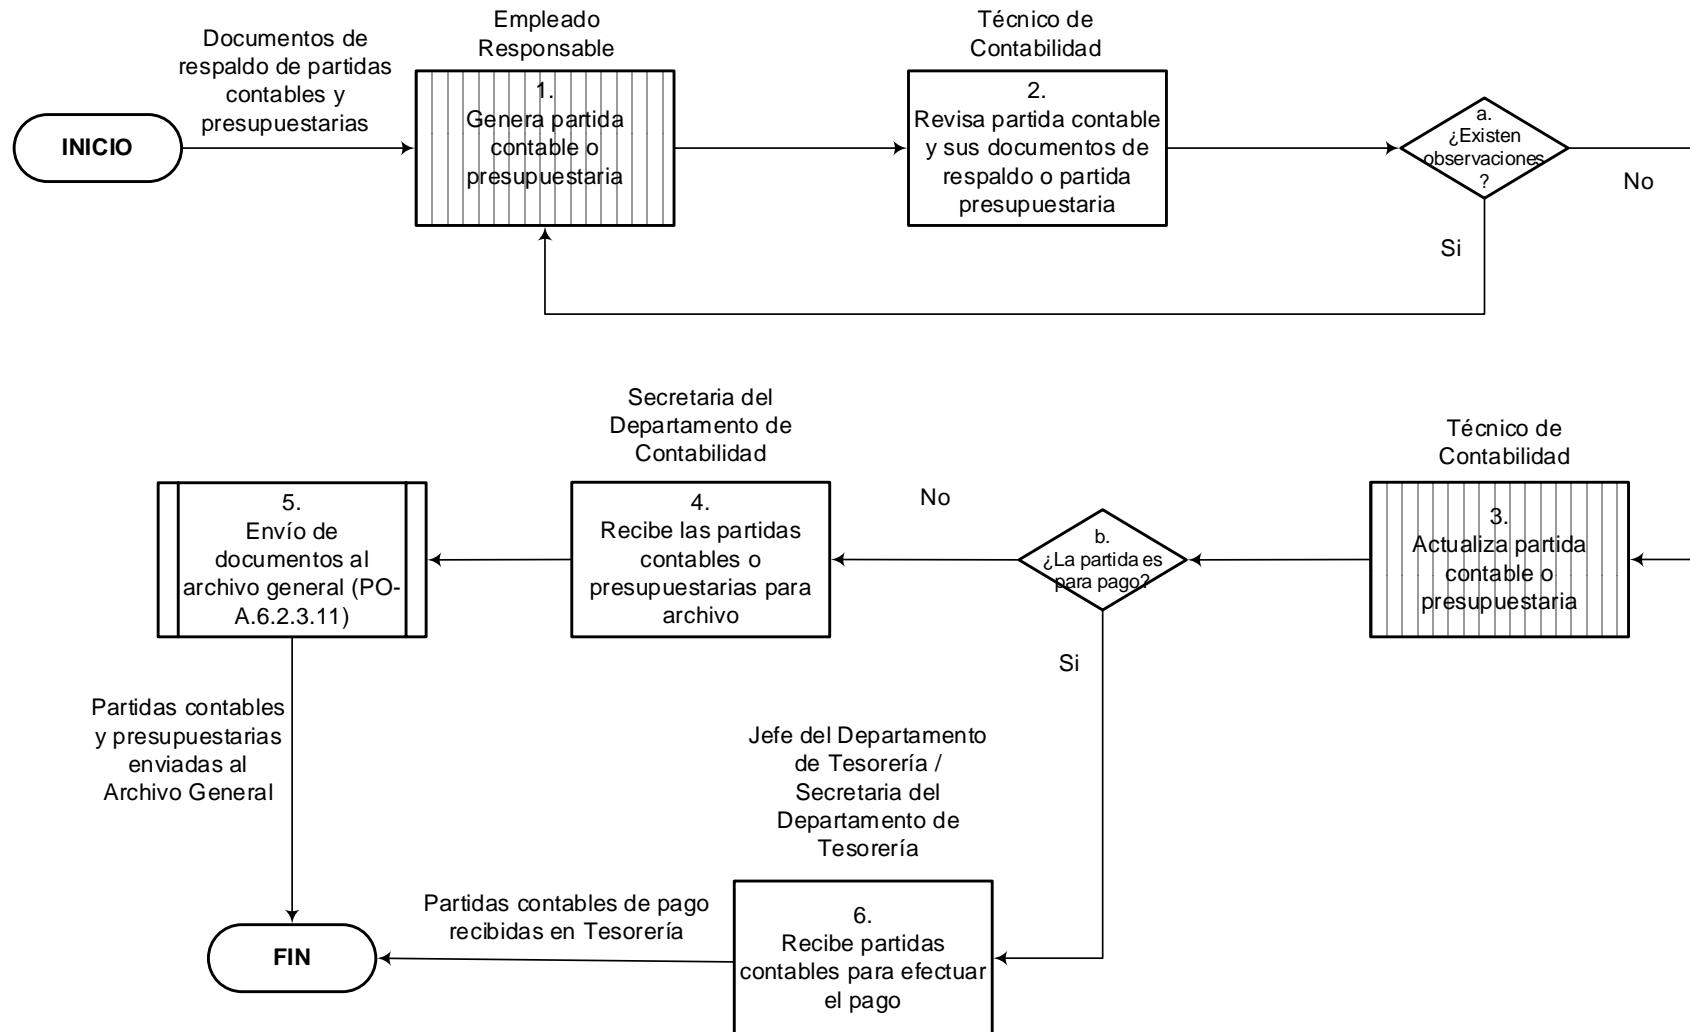 INICIO
Documentos de
respaldo de partidas
contables y
presupuestarias
Empleado
Responsable
1.
Genera partida
contable o
presupuestaria
Técnico de
Contabilidad
2.
Revisa partida contable
y sus documentos de
respaldo o partida
presupuestaria
a.
¿Existen
observaciones
?
No
Si
Técnico de
Contabilidad
3.
Actualiza partida
contable o
presupuestaria
b.
¿La partida es
para pago?
No
Si
Secretaria del
Departamento de
Contabilidad
4.
Recibe las partidas
contables o
presupuestarias para
archivo
5.
Envío de
documentos al
archivo general (PO-
A.6.2.3.11)
Partidas contables
y presupuestarias
enviadas al
Archivo General
Jefe del Departamento
de Tesorería /
Secretaria del
Departamento de
Tesorería
6.
Recibe partidas
contables para efectuar
el pago
Partidas contables de pago
recibidas en Tesorería
FIN